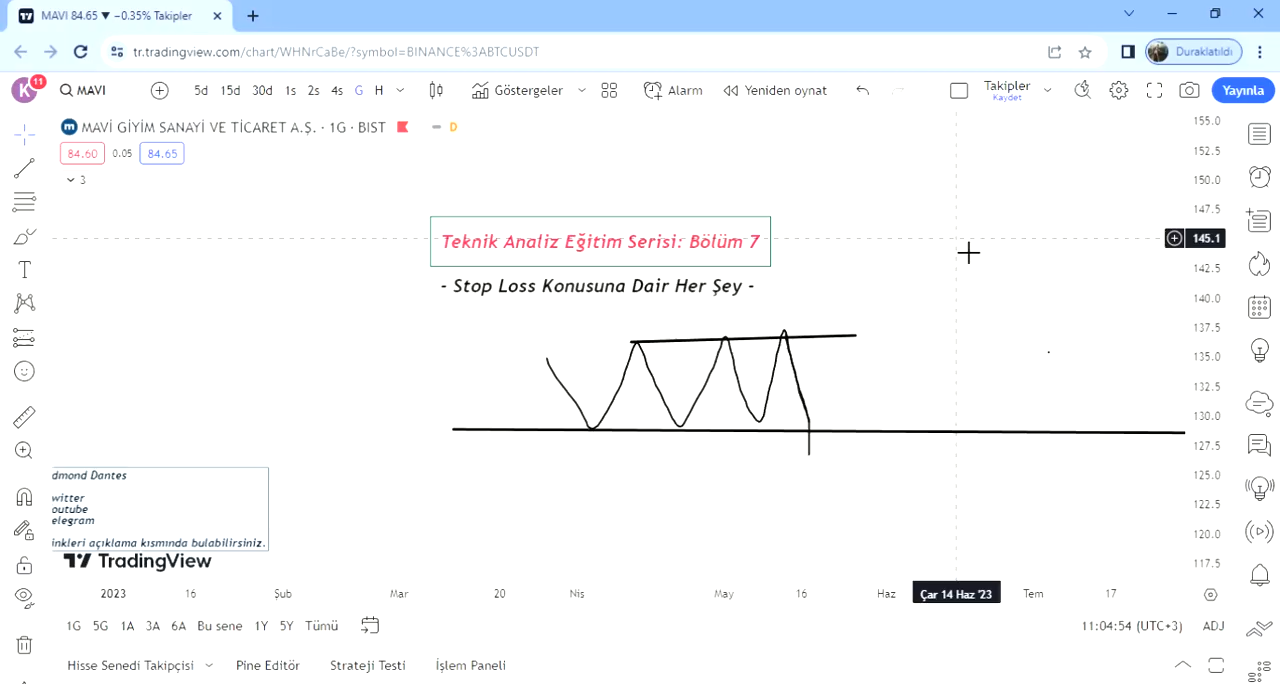 MAVI 84.65 ▼ −0.35% Takipler
tr.tradingview.com/chart/WHNrCaBe/?symbol=BINANCE%3ABTCUSDT
Duraklatıldı
K 11
MAVI
5d 15d 30d 1s 2s 4s G H
Göstergeler
Alarm
Yeniden oynat
Takipler
Kaydet
Yayınla
MAVİ GİYİM SANAYİ VE TİCARET A.Ş. · 1G · BIST
D
84.60 0.05 84.65
3
155.0
152.5
150.0
147.5
145.1
142.5
140.0
137.5
135.0
132.5
130.0
127.5
125.0
122.5
120.0
117.5
Teknik Analiz Eğitim Serisi: Bölüm 7
- Stop Loss Konusuna Dair Her Şey -
dmond Dantes
witter
outube
elegram
inkleri açıklama kısmında bulabilirsiniz.
TradingView
2023 16 Şub Mar 20 Nis May 16 Haz Çar 14 Haz '23 Tem 17
1G 5G 1A 3A 6A Bu sene 1Y 5Y Tümü
11:04:54 (UTC+3) ADJ
Hisse Senedi Takipçisi Pine Editör Strateji Testi İşlem Paneli